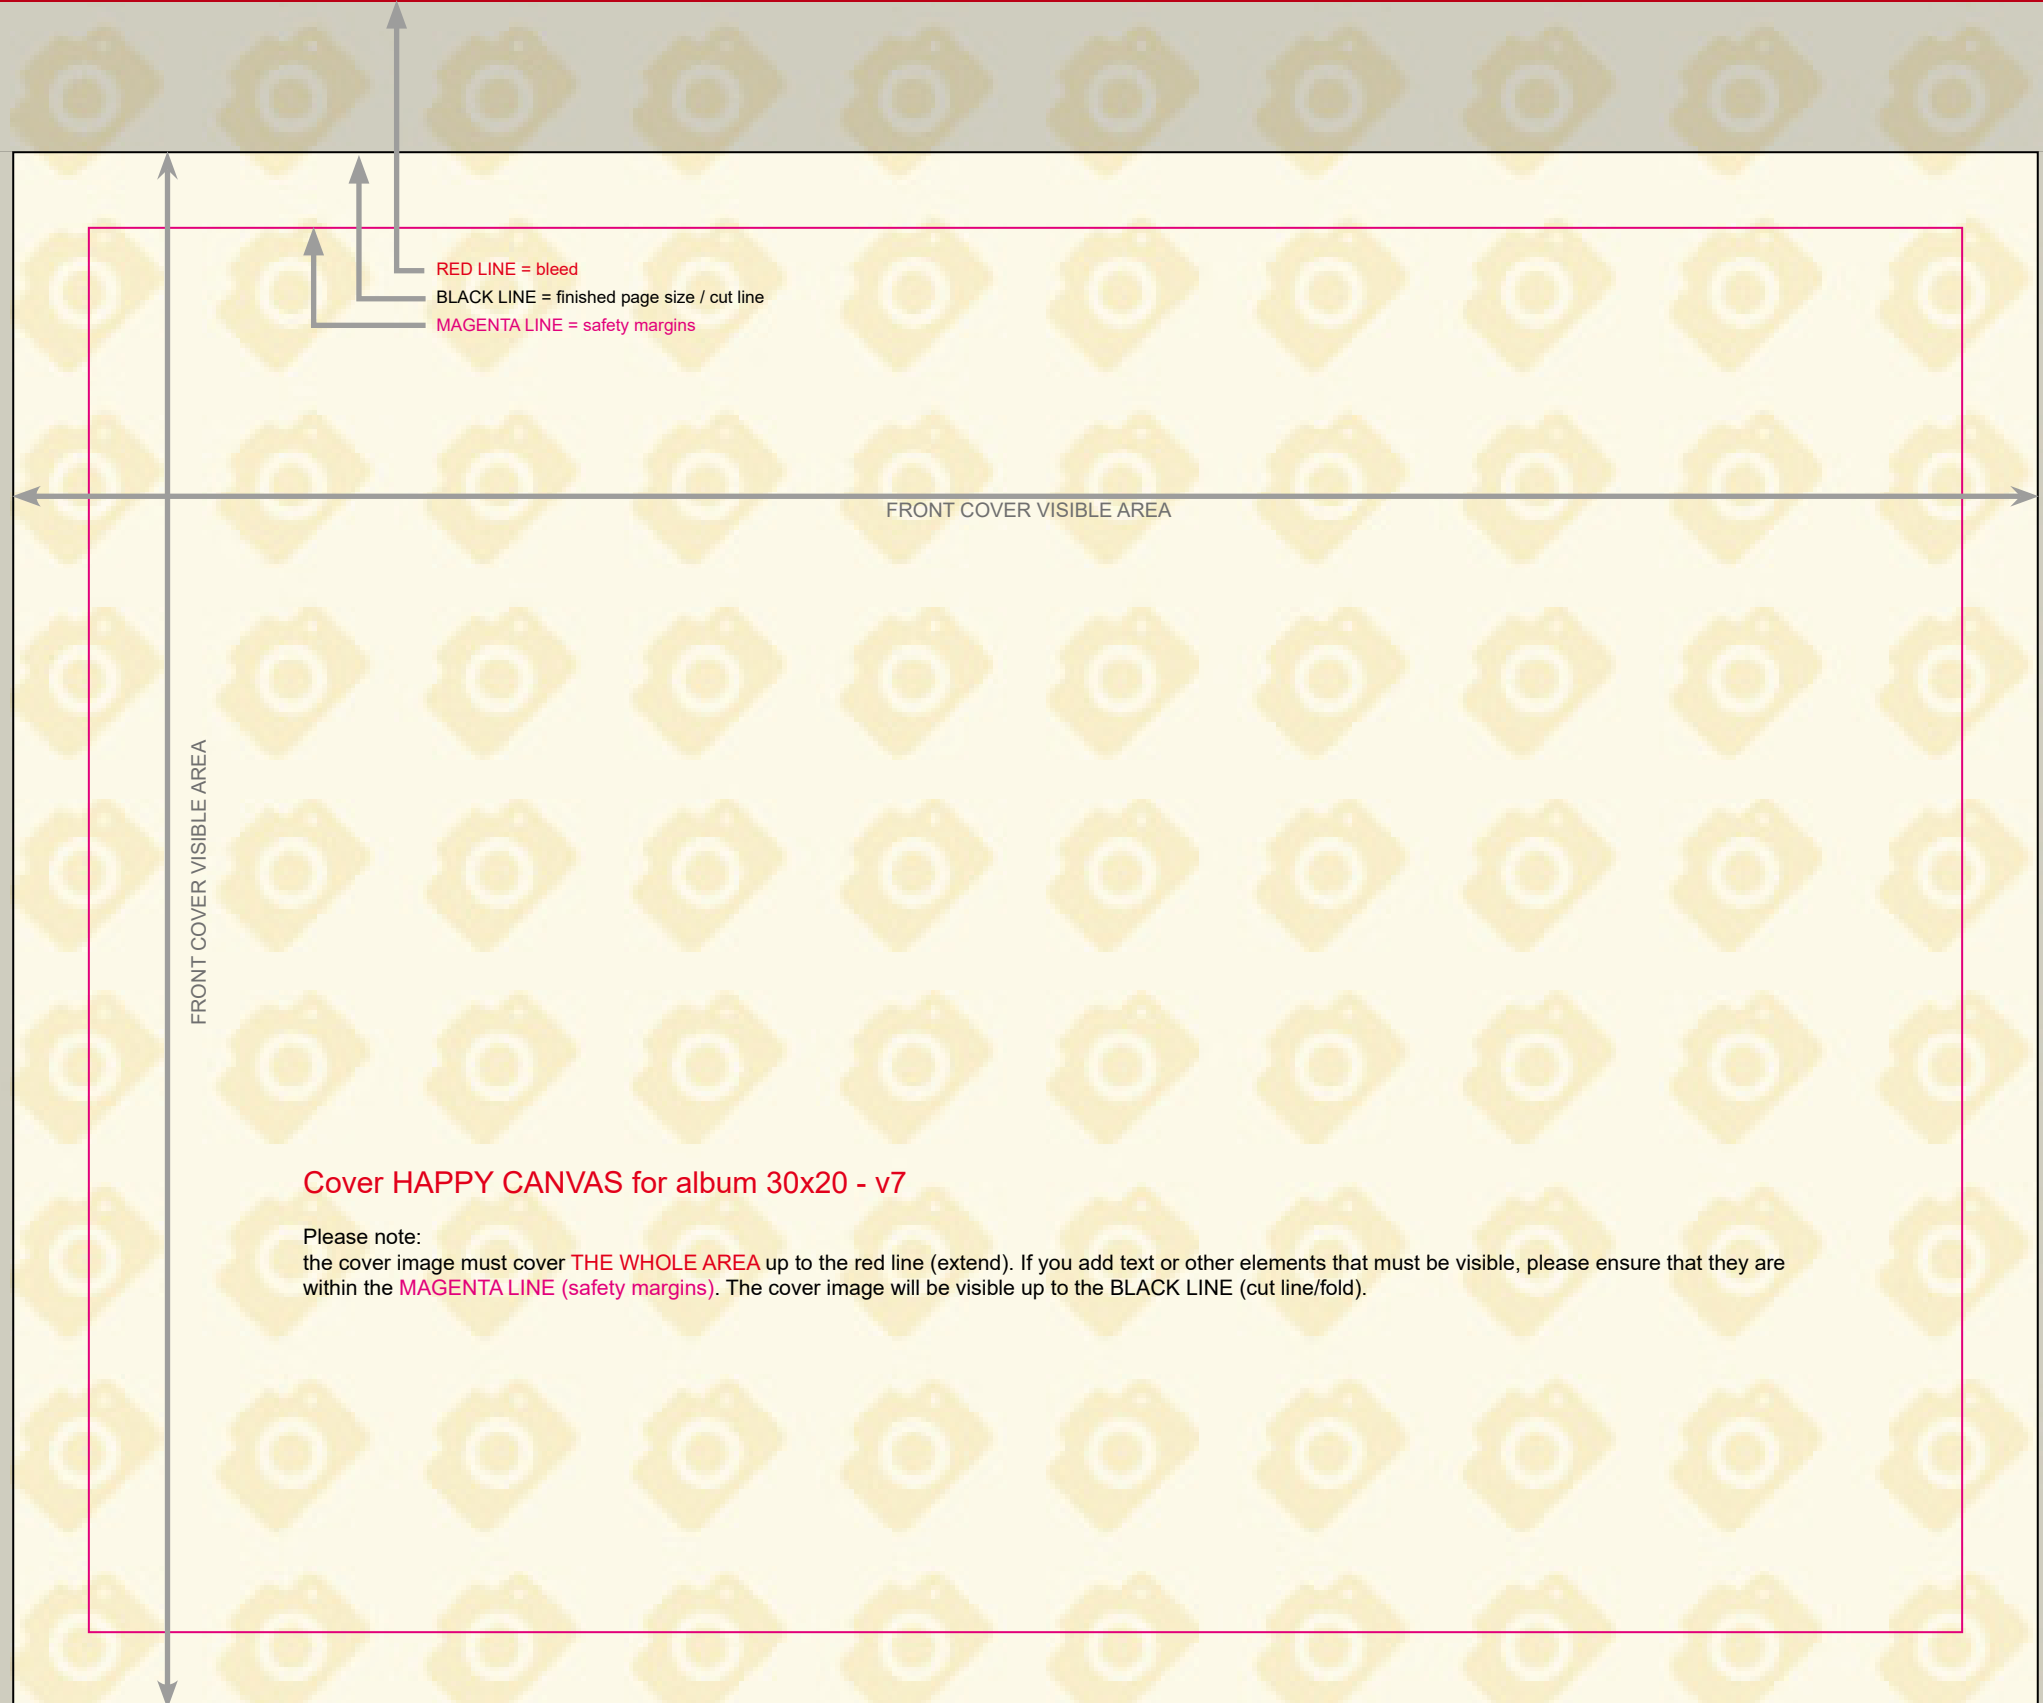 RED LINE = bleed
BLACK LINE = finished page size / cut line
MAGENTA LINE = safety margins
FRONT COVER VISIBLE AREA
FRONT COVER VISIBLE AREA
Cover HAPPY CANVAS for album 30x20 - v7
Please note:
the cover image must cover THE WHOLE AREA up to the red line (extend). If you add text or other elements that must be visible, please ensure that they are
within the MAGENTA LINE (safety margins). The cover image will be visible up to the BLACK LINE (cut line/fold).